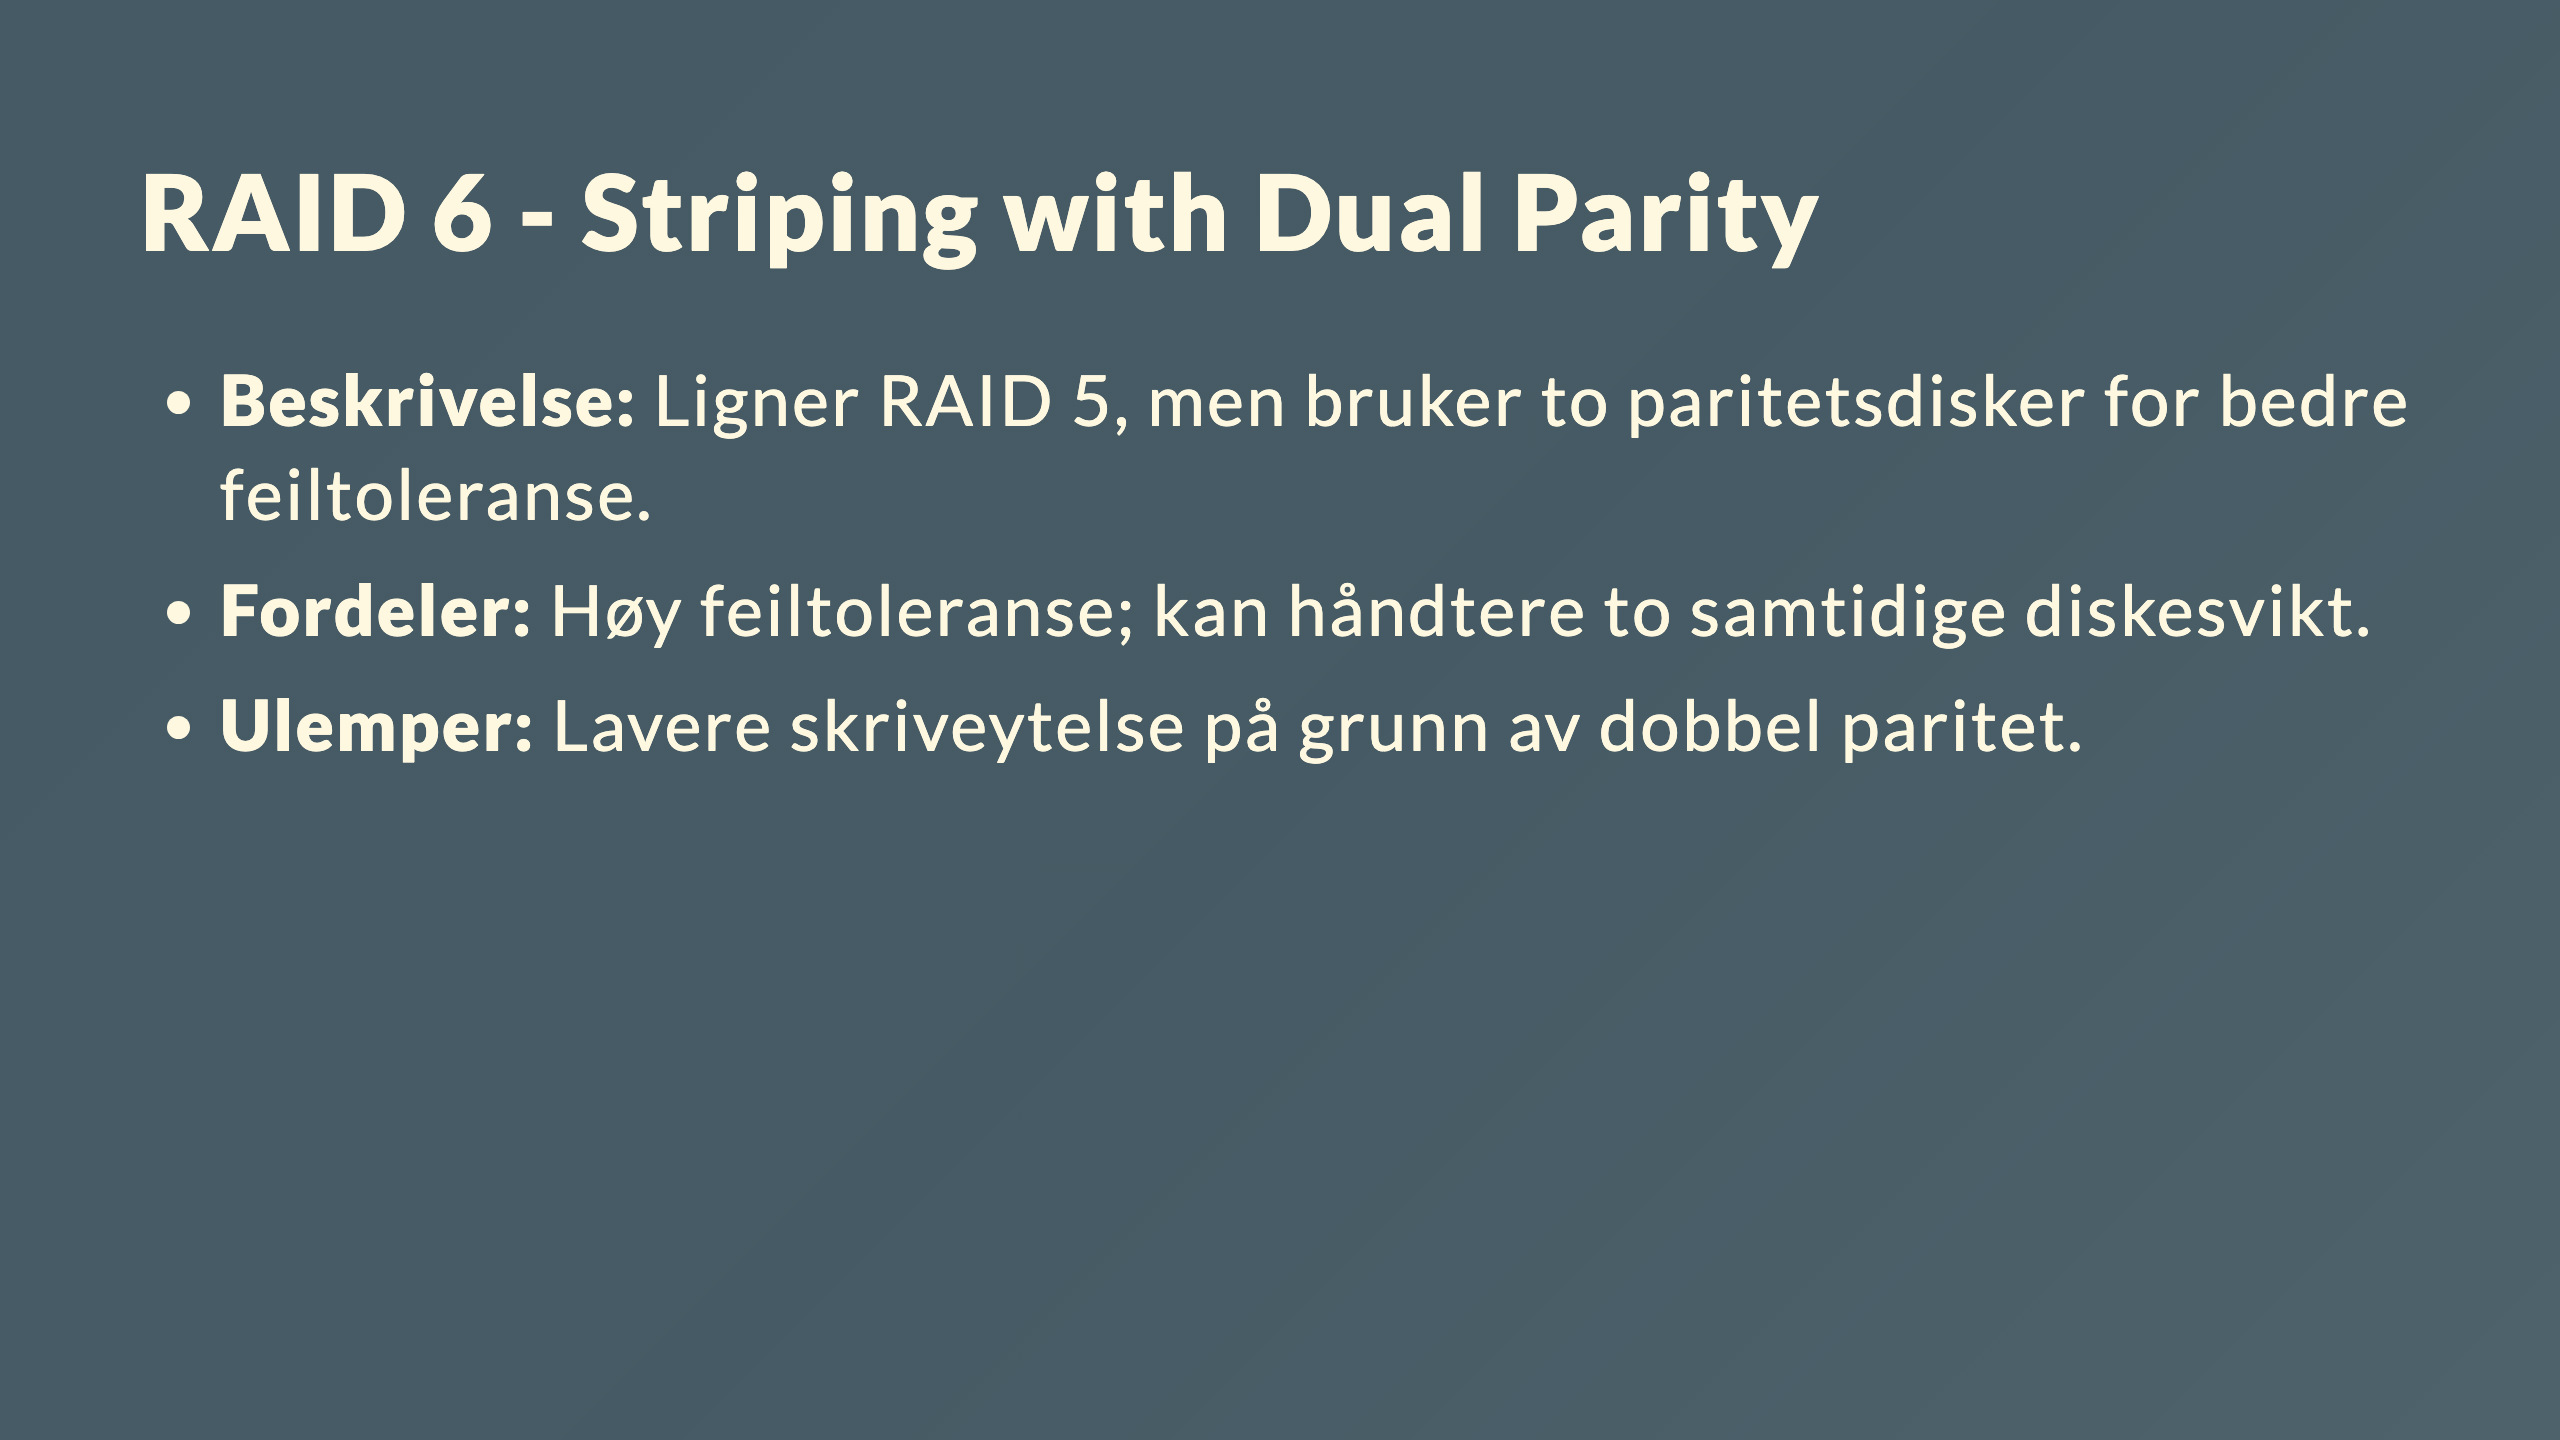 RAID 6 - Striping with Dual Parity
• Beskrivelse: Ligner RAID 5, men bruker to paritetsdisker for bedre
feiltoleranse.
• Fordeler: Høy feiltoleranse; kan håndtere to samtidige diskesvikt.
• Ulemper: Lavere skriveytelse på grunn av dobbel paritet.